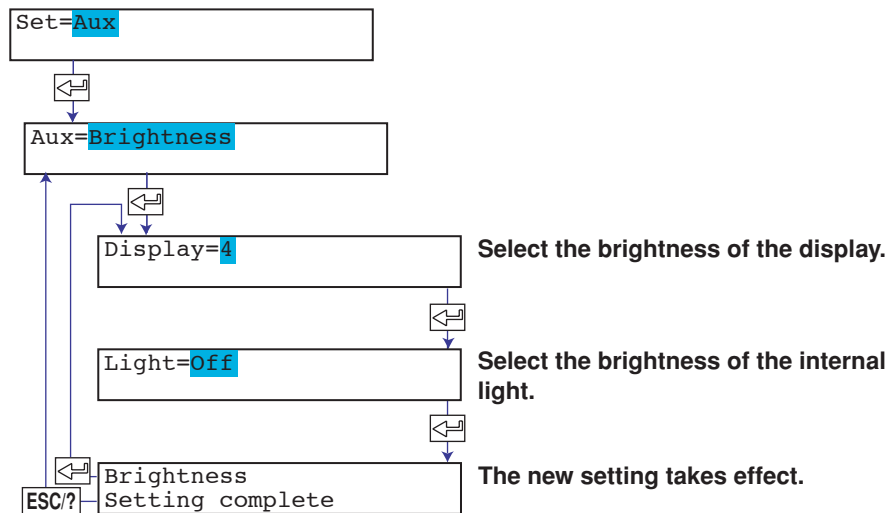 Set=Aux
Aux=Brightness
Display=4
Select the brightness of the display.
Light=Off
Select the brightness of the internal
light.
Brightness
Setting complete
The new setting takes effect.
ESC/?